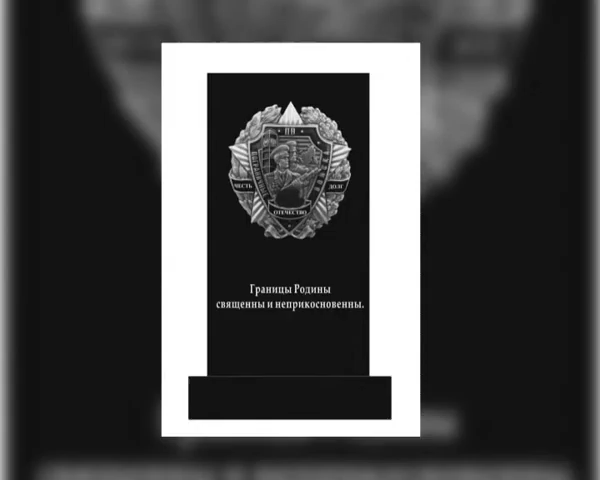 ПВ
ЧЕСТЬ
ДОЛГ
ОТЕЧЕСТВО
Границы Родины
священны и неприкосновенны.